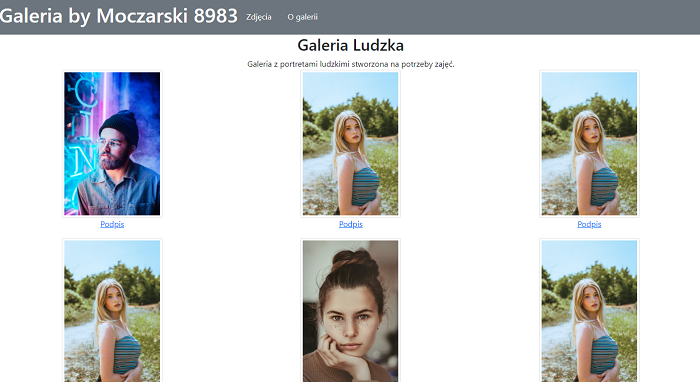 Galeria by Moczarski 8983 Zdjęcia O galerii
Galeria Ludzka
Galeria z portretami ludzkimi stworzona na potrzeby zajęć.
Podpis Podpis Podpis